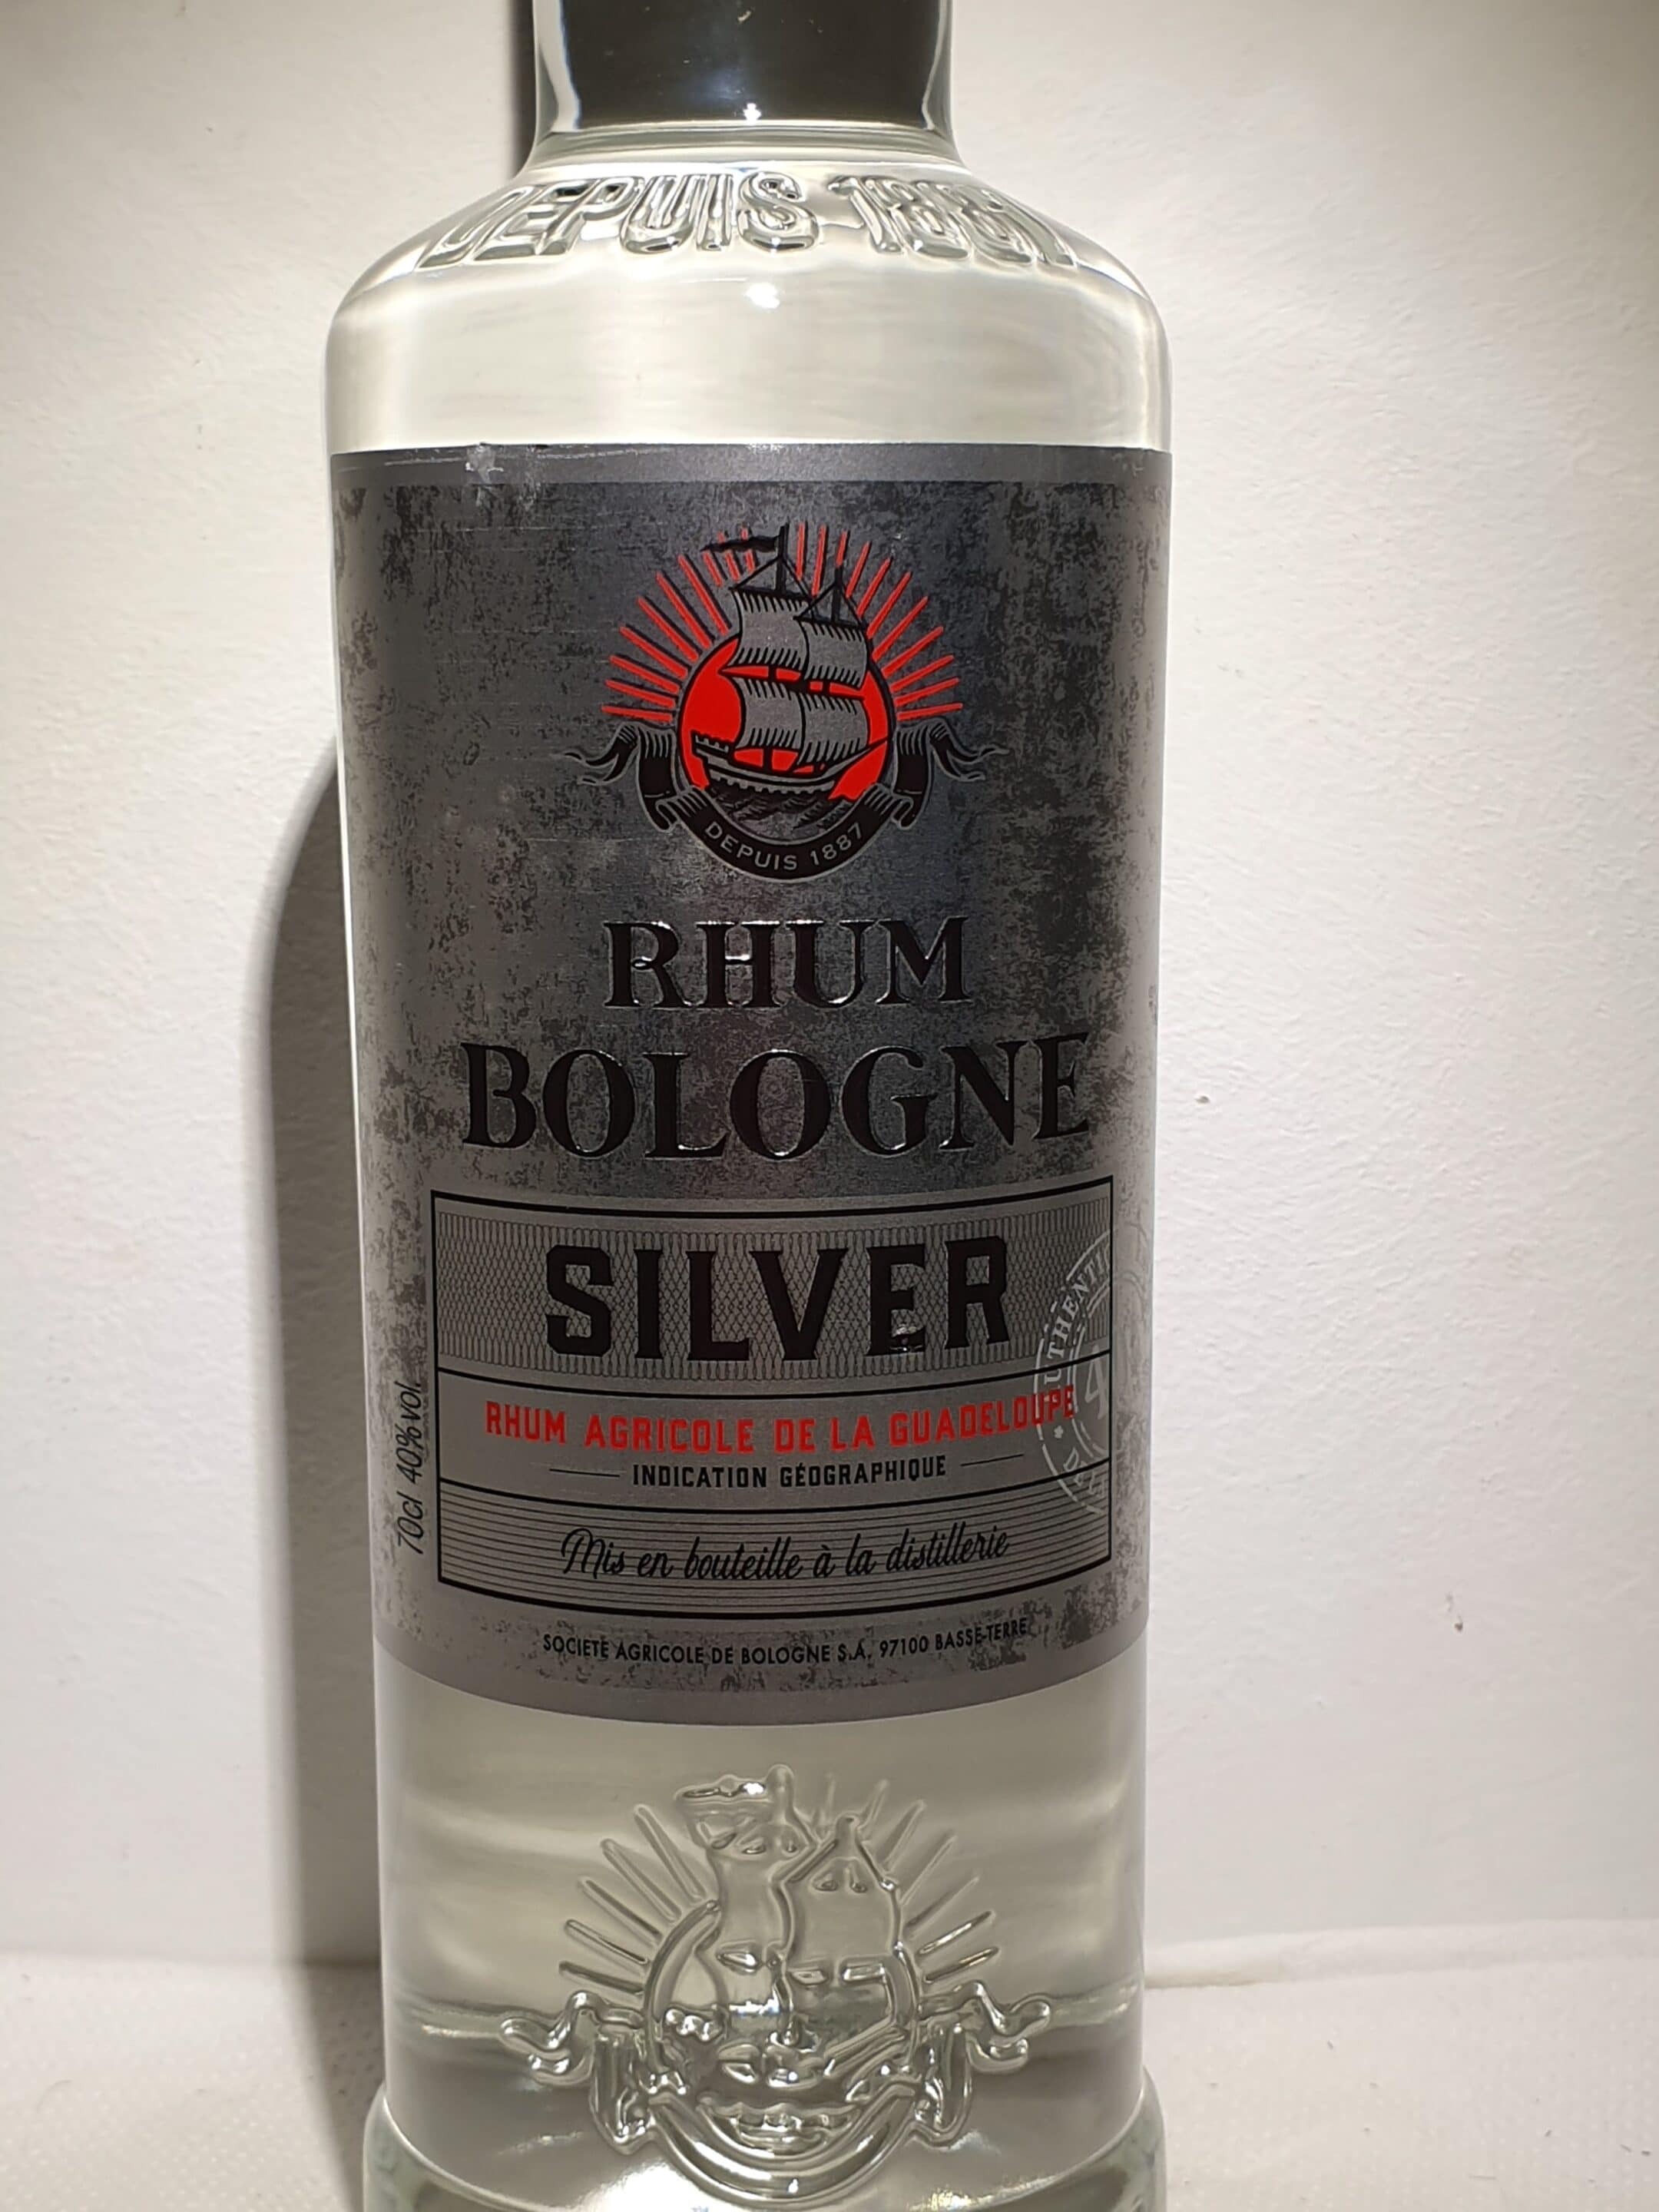 DEPUIS 1887
DEPUIS 1887
RHUM
BOLOGNE
SILVER
RHUM AGRICOLE DE LA GUADELOUPE
INDICATION GÉOGRAPHIQUE
Mis en bouteille à la distillerie
70cl 40% vol.
SOCIETÉ AGRICOLE DE BOLOGNE S.A. 97100 BASSE-TERRE